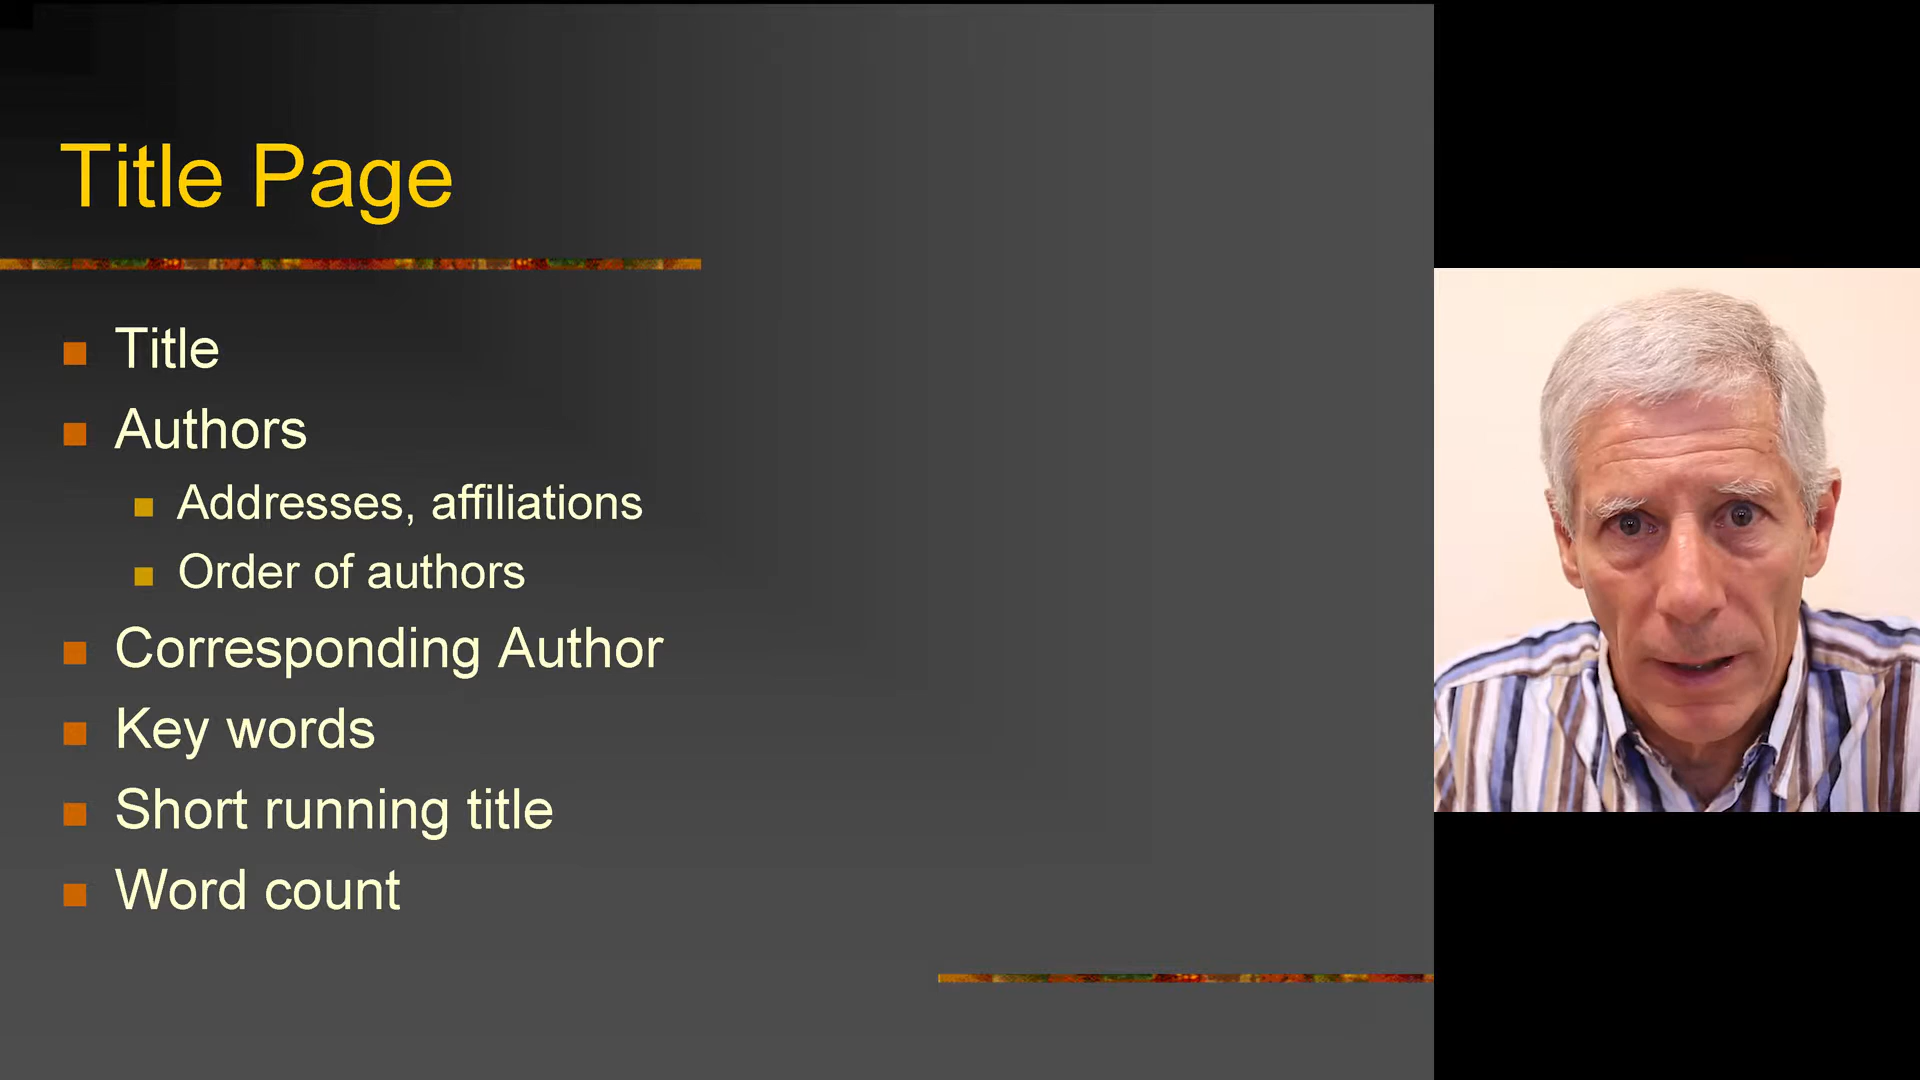 Title Page
Title
Authors
Addresses, affiliations
Order of authors
Corresponding Author
Key words
Short running title
Word count